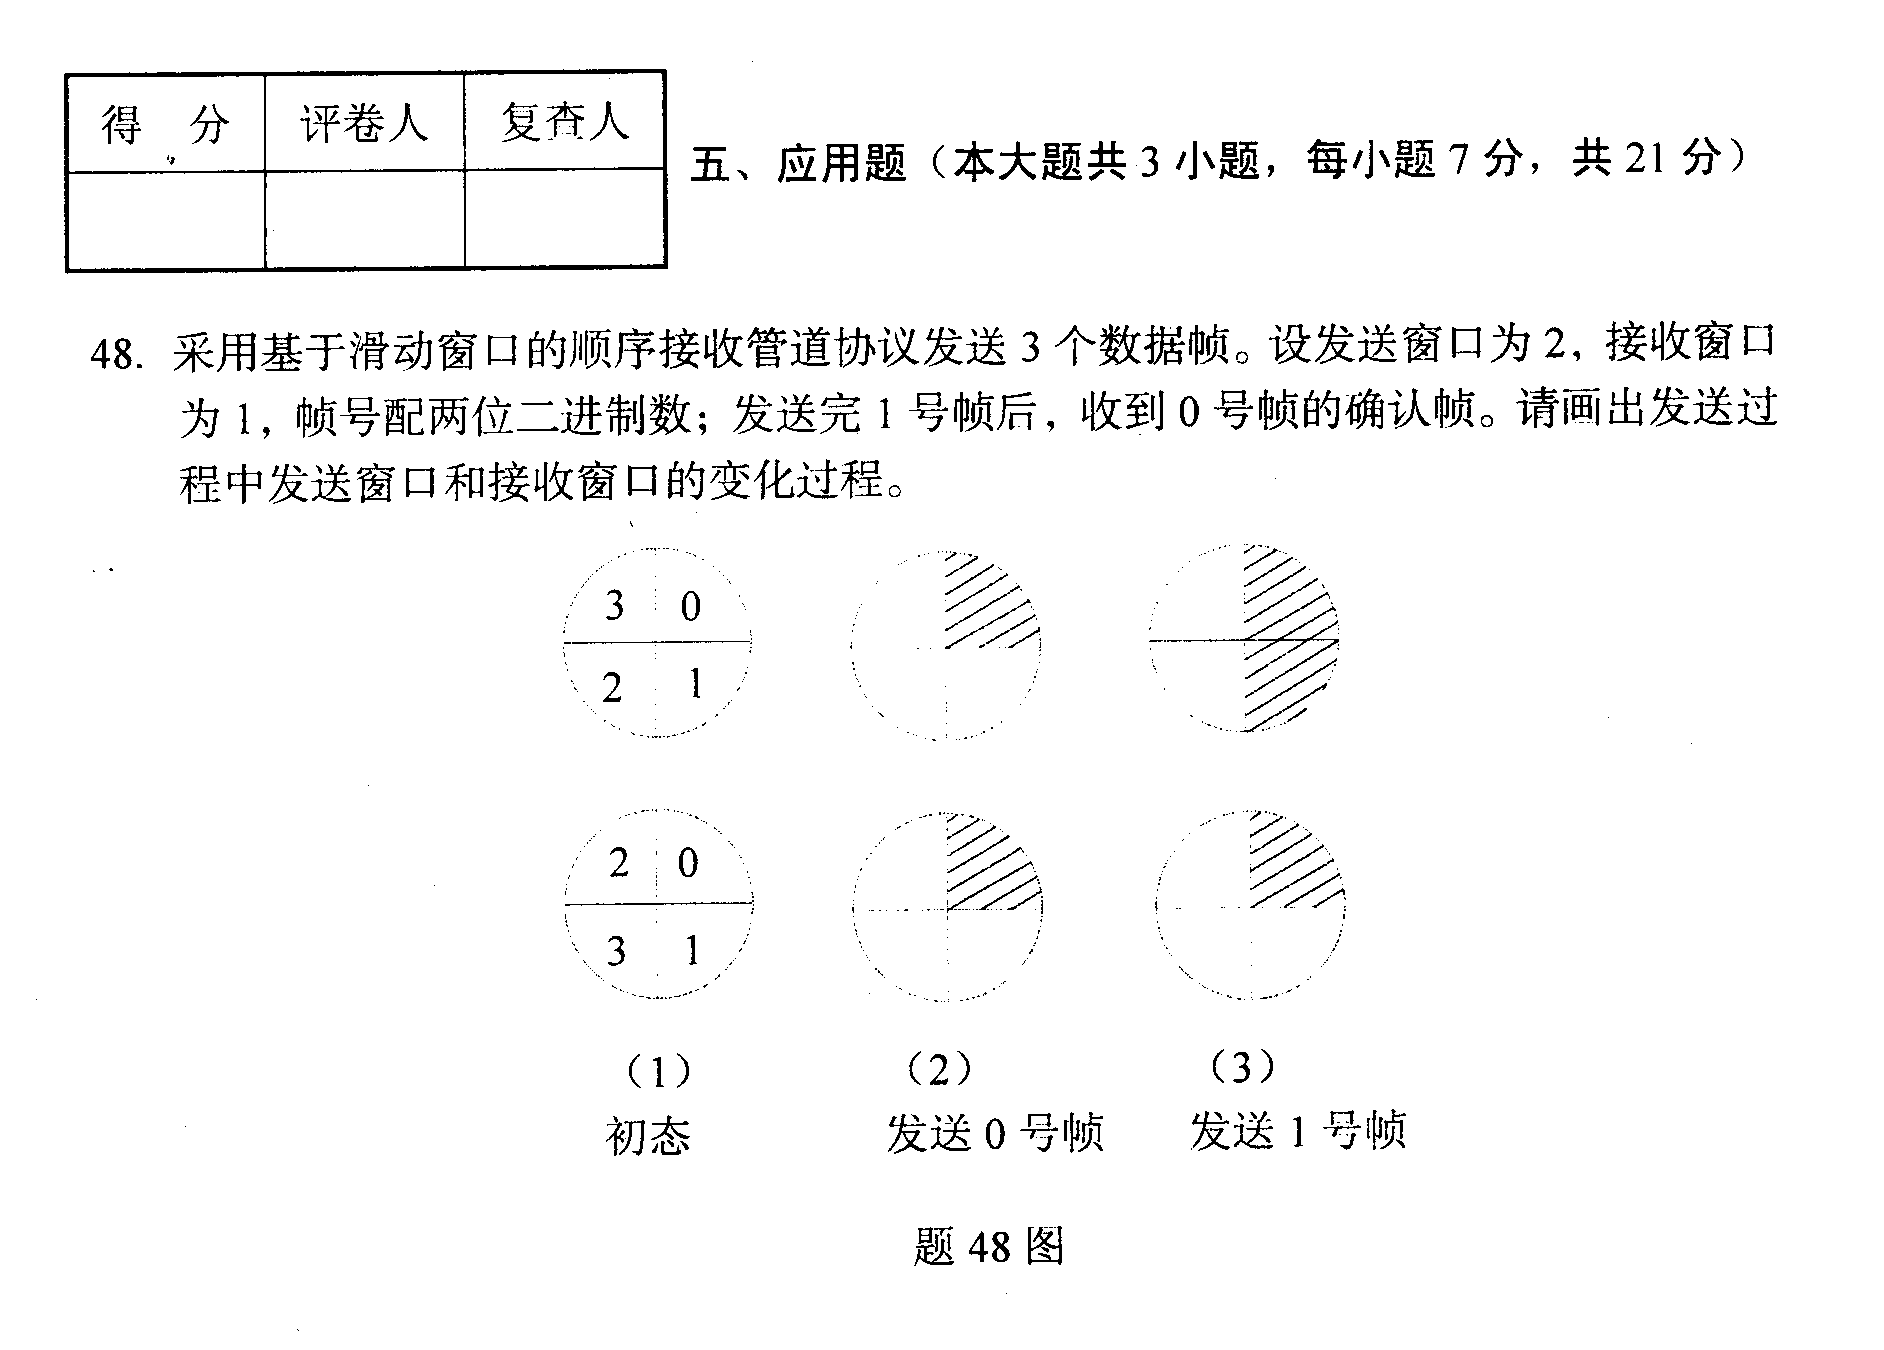 得 分 评卷人 复查人
五、应用题（本大题共 3 小题，每小题 7 分，共 21 分）
48. 采用基于滑动窗口的顺序接收管道协议发送 3 个数据帧。设发送窗口为 2，接收窗口
为 1，帧号配两位二进制数；发送完 1 号帧后，收到 0 号帧的确认帧。请画出发送过
程中发送窗口和接收窗口的变化过程。
3 0
2 1
2 0
3 1
（1） （2） （3）
初态 发送 0 号帧 发送 1 号帧
题 48 图